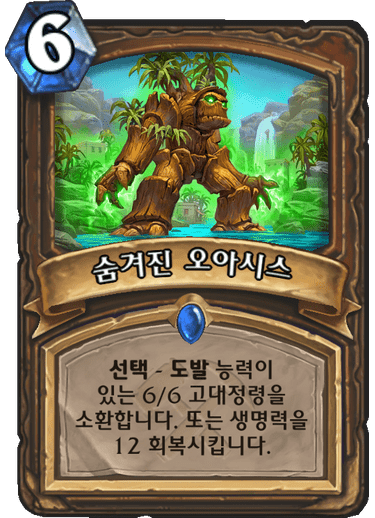 6
숨겨진 오아시스
선택 - 도발 능력이
있는 6/6 고대정령을
소환합니다. 또는 생명력을
12 회복시킵니다.